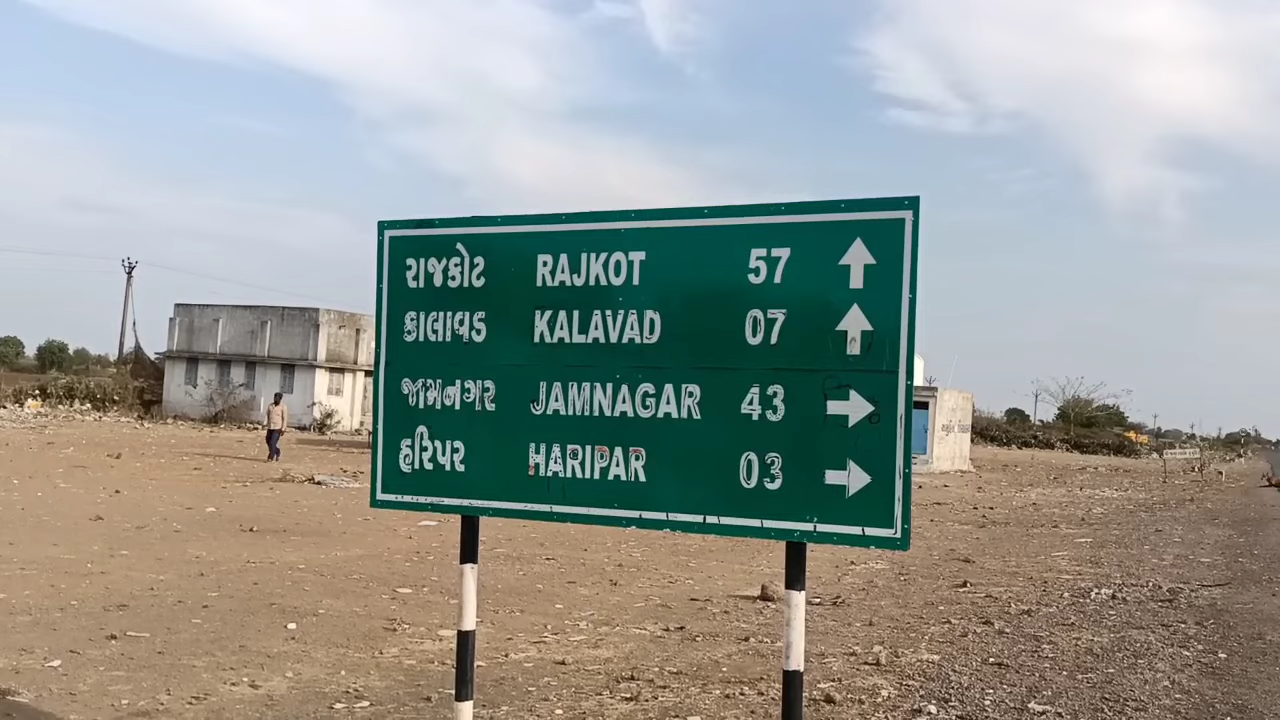 રાજકોટ RAJKOT 57 ↑
કાલાવડ KALAVAD 07 ↑
જામનગર JAMNAGAR 43 →
હરિપર HARIPAR 03 →